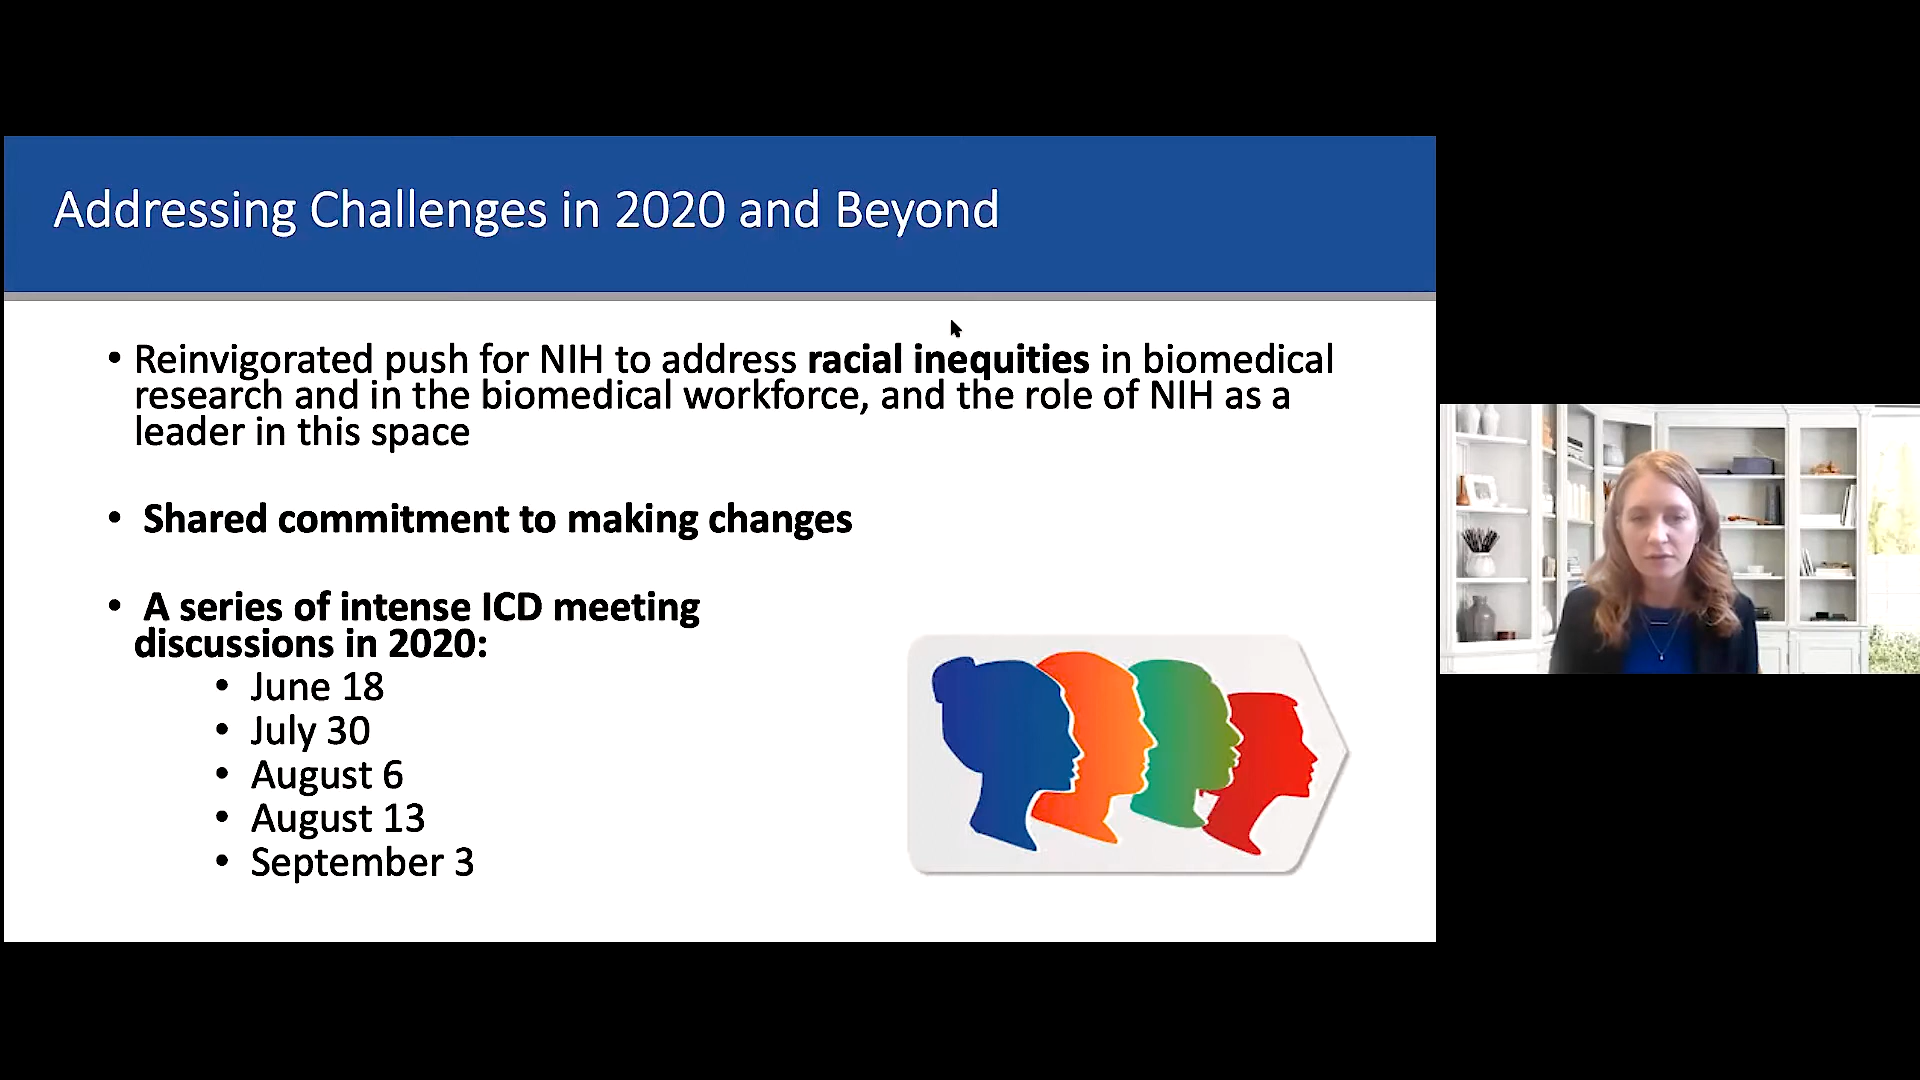 Addressing Challenges in 2020 and Beyond
• Reinvigorated push for NIH to address racial inequities in biomedical
research and in the biomedical workforce, and the role of NIH as a
leader in this space
• Shared commitment to making changes
• A series of intense ICD meeting
discussions in 2020:
• June 18
• July 30
• August 6
• August 13
• September 3